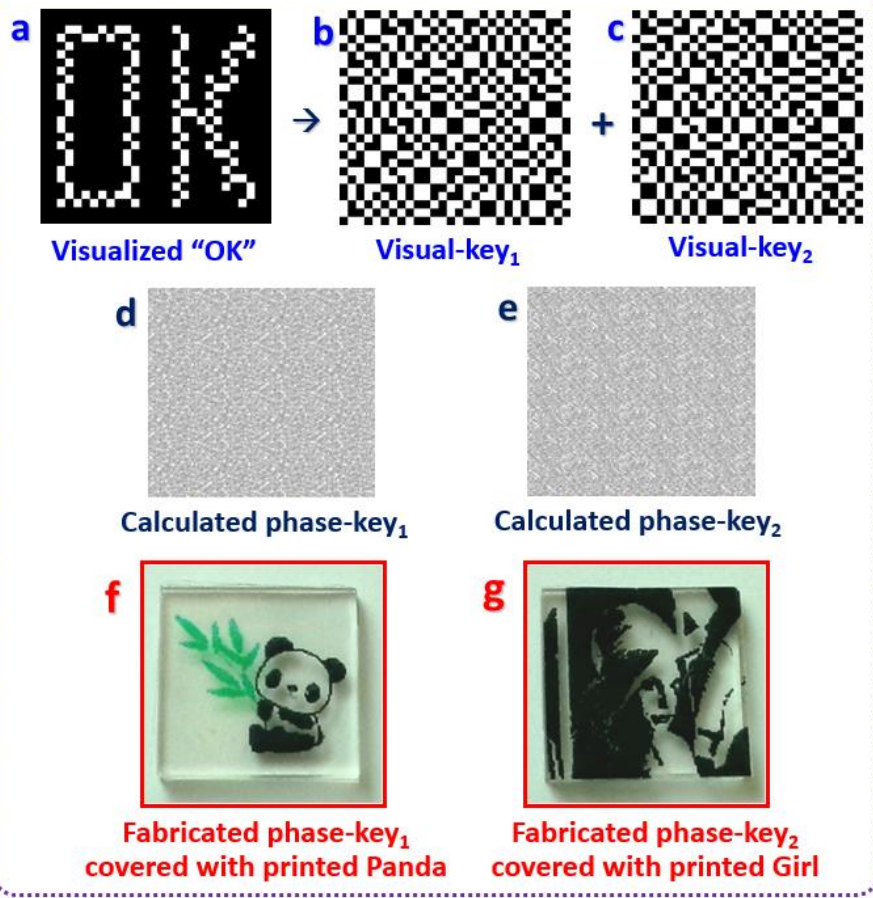 a
b
c
OK
→
+
Visualized “OK”
Visual-key₁
Visual-key₂
d
e
Calculated phase-key₁
Calculated phase-key₂
f
g
Fabricated phase-key₁
covered with printed Panda
Fabricated phase-key₂
covered with printed Girl